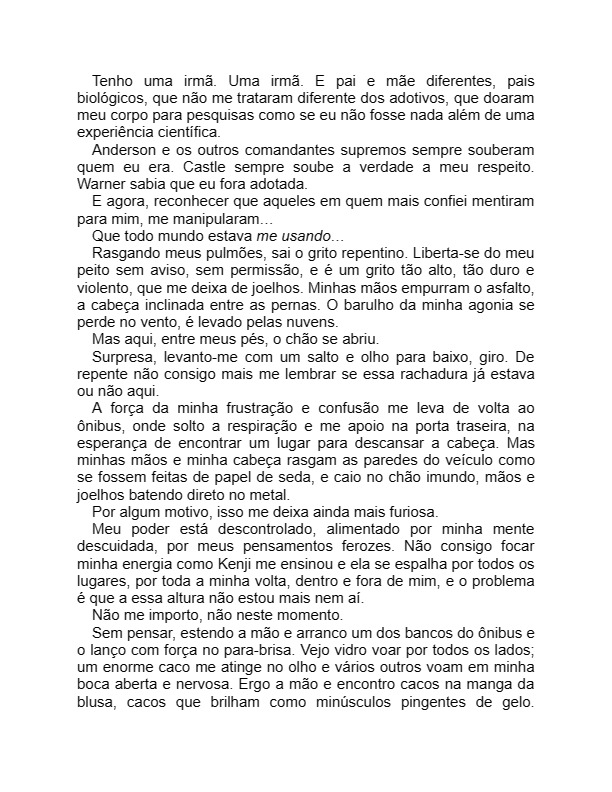 Tenho uma irmã. Uma irmã. E pai e mãe diferentes, pais
biológicos, que não me trataram diferente dos adotivos, que doaram
meu corpo para pesquisas como se eu não fosse nada além de uma
experiência científica.
Anderson e os outros comandantes supremos sempre souberam
quem eu era. Castle sempre soube a verdade a meu respeito.
Warner sabia que eu fora adotada.
E agora, reconhecer que aqueles em quem mais confiei mentiram
para mim, me manipularam…
Que todo mundo estava me usando…
Rasgando meus pulmões, sai o grito repentino. Liberta-se do meu
peito sem aviso, sem permissão, e é um grito tão alto, tão duro e
violento, que me deixa de joelhos. Minhas mãos empurram o asfalto,
a cabeça inclinada entre as pernas. O barulho da minha agonia se
perde no vento, é levado pelas nuvens.
Mas aqui, entre meus pés, o chão se abriu.
Surpresa, levanto-me com um salto e olho para baixo, giro. De
repente não consigo mais me lembrar se essa rachadura já estava
ou não aqui.
A força da minha frustração e confusão me leva de volta ao
ônibus, onde solto a respiração e me apoio na porta traseira, na
esperança de encontrar um lugar para descansar a cabeça. Mas
minhas mãos e minha cabeça rasgam as paredes do veículo como
se fossem feitas de papel de seda, e caio no chão imundo, mãos e
joelhos batendo direto no metal.
Por algum motivo, isso me deixa ainda mais furiosa.
Meu poder está descontrolado, alimentado por minha mente
descuidada, por meus pensamentos ferozes. Não consigo focar
minha energia como Kenji me ensinou e ela se espalha por todos os
lugares, por toda a minha volta, dentro e fora de mim, e o problema
é que a essa altura não estou mais nem aí.
Não me importo, não neste momento.
Sem pensar, estendo a mão e arranco um dos bancos do ônibus e
o lanço com força no para-brisa. Vejo vidro voar por todos os lados;
um enorme caco me atinge no olho e vários outros voam em minha
boca aberta e nervosa. Ergo a mão e encontro cacos na manga da
blusa, cacos que brilham como minúsculos pingentes de gelo.